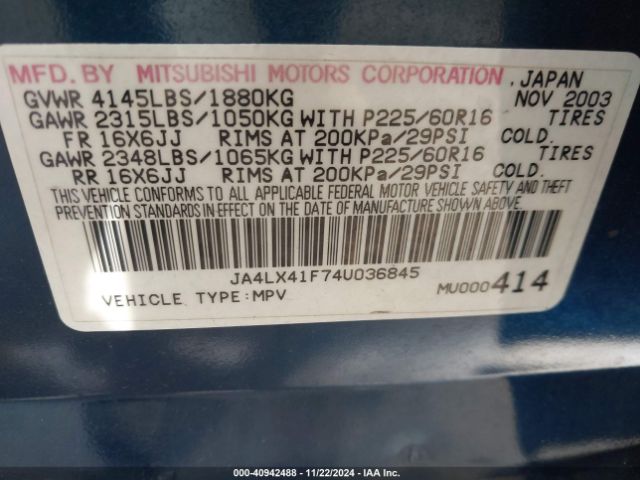 MFD. BY MITSUBISHI MOTORS CORPORATION, JAPAN
GVWR 4145LBS/1880KG NOV 2003
GAWR 2315LBS/1050KG WITH P225/60R16 TIRES
FR 16X6JJ RIMS AT 200KPa/29PSI COLD.
GAWR 2348LBS/1065KG WITH P225/60R16 TIRES
RR 16X6JJ RIMS AT 200KPa/29PSI COLD.
THIS VEHICLE CONFORMS TO ALL APPLICABLE FEDERAL MOTOR VEHICLE SAFETY AND THEFT
PREVENTION STANDARDS IN EFFECT ON THE DATE OF MANUFACTURE SHOWN ABOVE.
JA4LX41F74U036845
VEHICLE TYPE:MPV MU000414
000-40942488 - 11/22/2024 - IAA Inc.